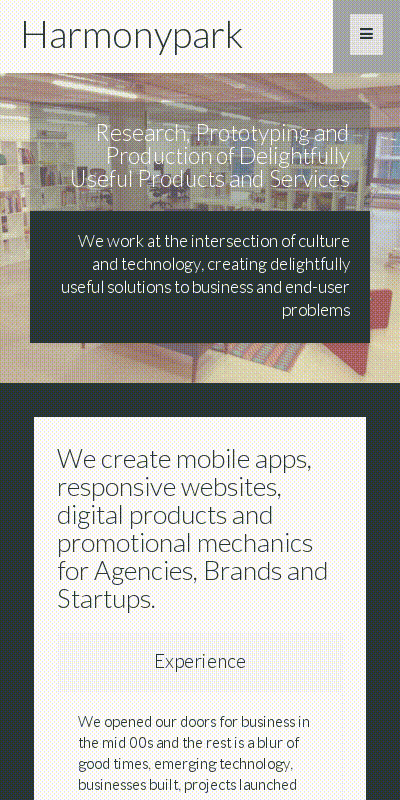 Harmonypark
Research, Prototyping and
Production of Delightfully
Useful Products and Services
We work at the intersection of culture
and technology, creating delightfully
useful solutions to business and end-user
problems
We create mobile apps,
responsive websites,
digital products and
promotional mechanics
for Agencies, Brands and
Startups.
Experience
We opened our doors for business in
the mid 00s and the rest is a blur of
good times, emerging technology,
businesses built, projects launched